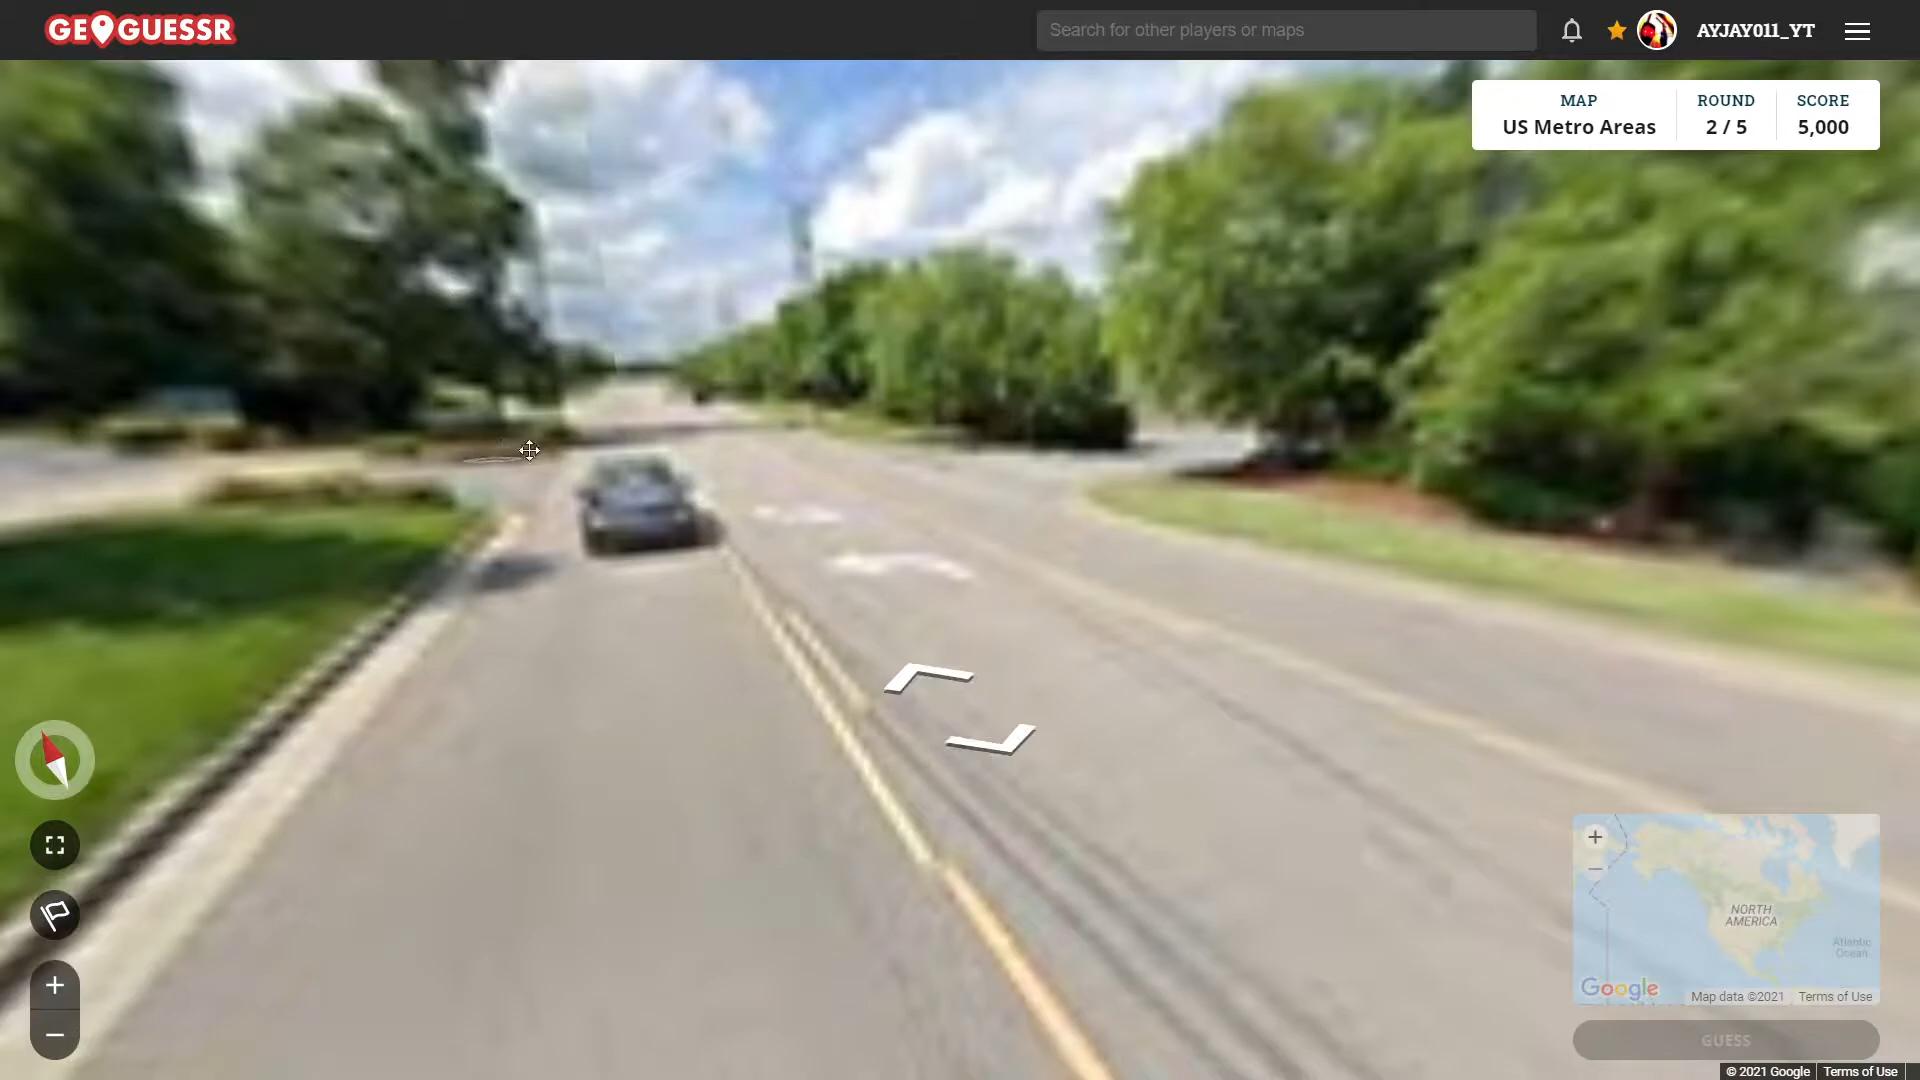 GEOGUESSR
Search for other players or maps
AYJAY011_YT
MAP
US Metro Areas
ROUND
2 / 5
SCORE
5,000
NORTH
AMERICA
Atlantic
Ocean
Google
Map data ©2021
Terms of Use
GUESS
© 2021 Google
Terms of Use